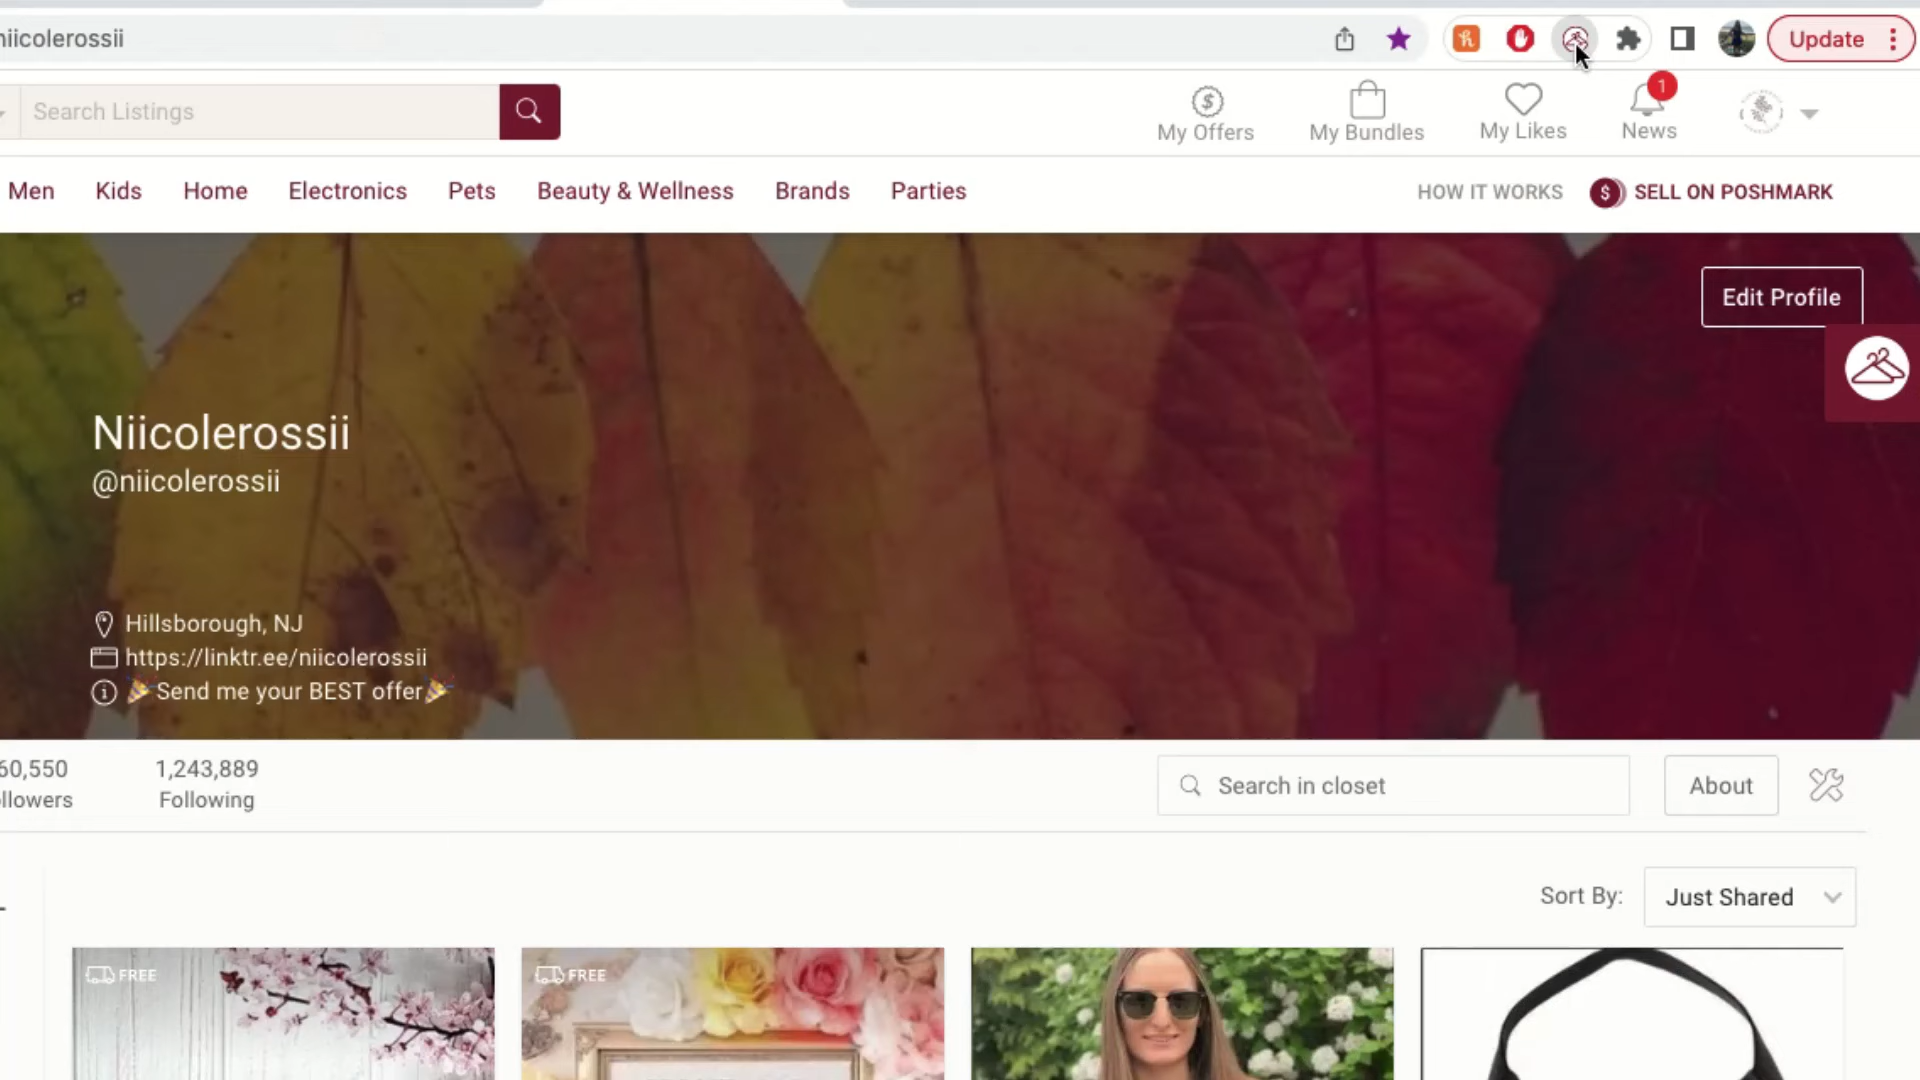 niicolerossii
Update
Search Listings
My Offers
My Bundles
My Likes
1
News
Men Kids Home Electronics Pets Beauty & Wellness Brands Parties
HOW IT WORKS
$ SELL ON POSHMARK
Edit Profile
Niicolerossii
@niicolerossii
Hillsborough, NJ
https://linktr.ee/niicolerossii
🎉Send me your BEST offer🎉
60,550
llowers
1,243,889
Following
Search in closet
About
Sort By: Just Shared
FREE
FREE